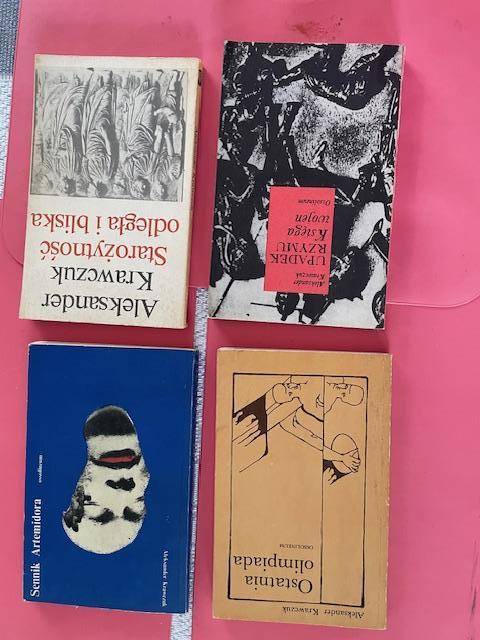 Aleksander
Krawczuk
Starożytność
odległa i bliska
Aleksander
Krawczuk
UPADEK
RZYMU
Księga
wojen
Ossolineum
Sennik Artemidora
ossolineum
Aleksander Krawczuk
Aleksander Krawczuk
Ostatnia
olimpiada
OSSOLINEUM